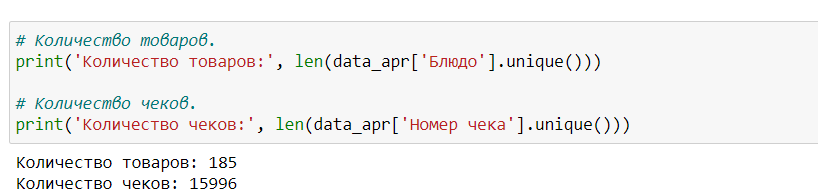 # Количество товаров.
print('Количество товаров:', len(data_apr['Блюдо'].unique()))
# Количество чеков.
print('Количество чеков:', len(data_apr['Номер чека'].unique()))
Количество товаров: 185
Количество чеков: 15996